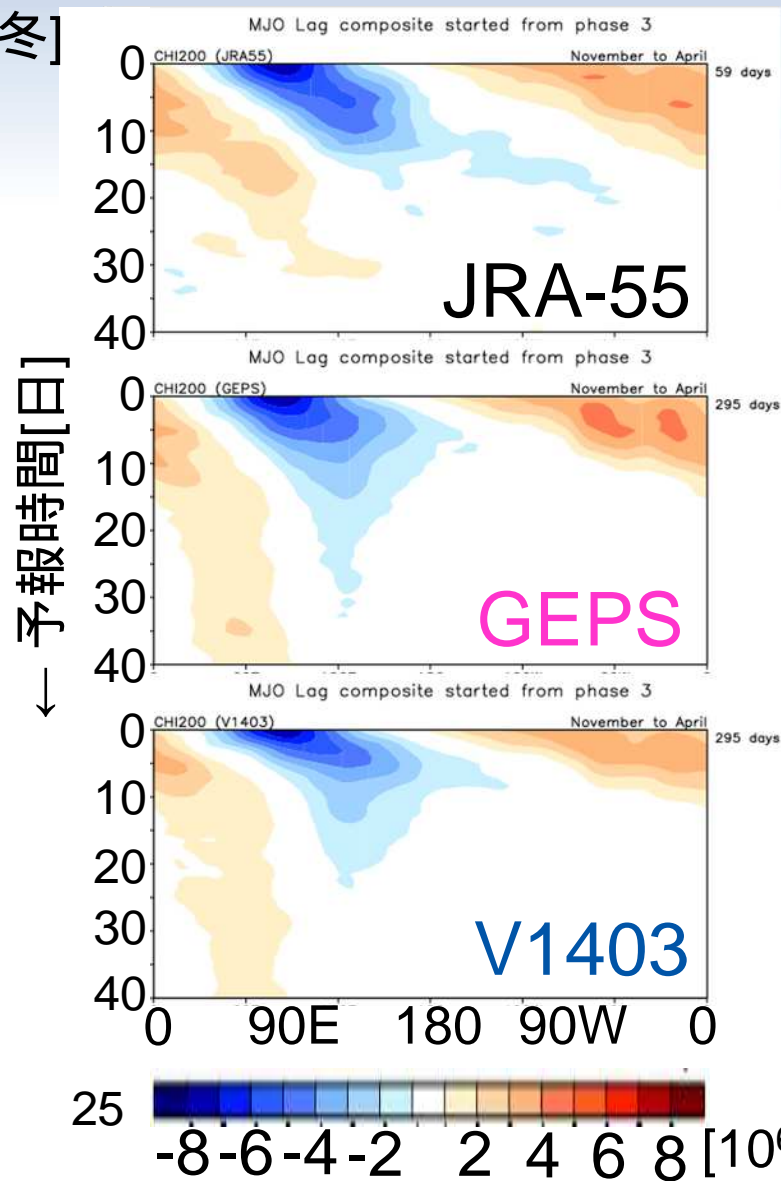 冬]
MJO Lag composite started from phase 3
CHI200 (JRA55) November to April
59 days
0
10
20
30
40
JRA-55
MJO Lag composite started from phase 3
CHI200 (GEPS) November to April
295 days
0
10
20
30
40
GEPS
← 予報時間[日]
MJO Lag composite started from phase 3
CHI200 (V1403) November to April
295 days
0
10
20
30
40
V1403
0 90E 180 90W 0
25
-8 -6 -4 -2 2 4 6 8 [10⁶